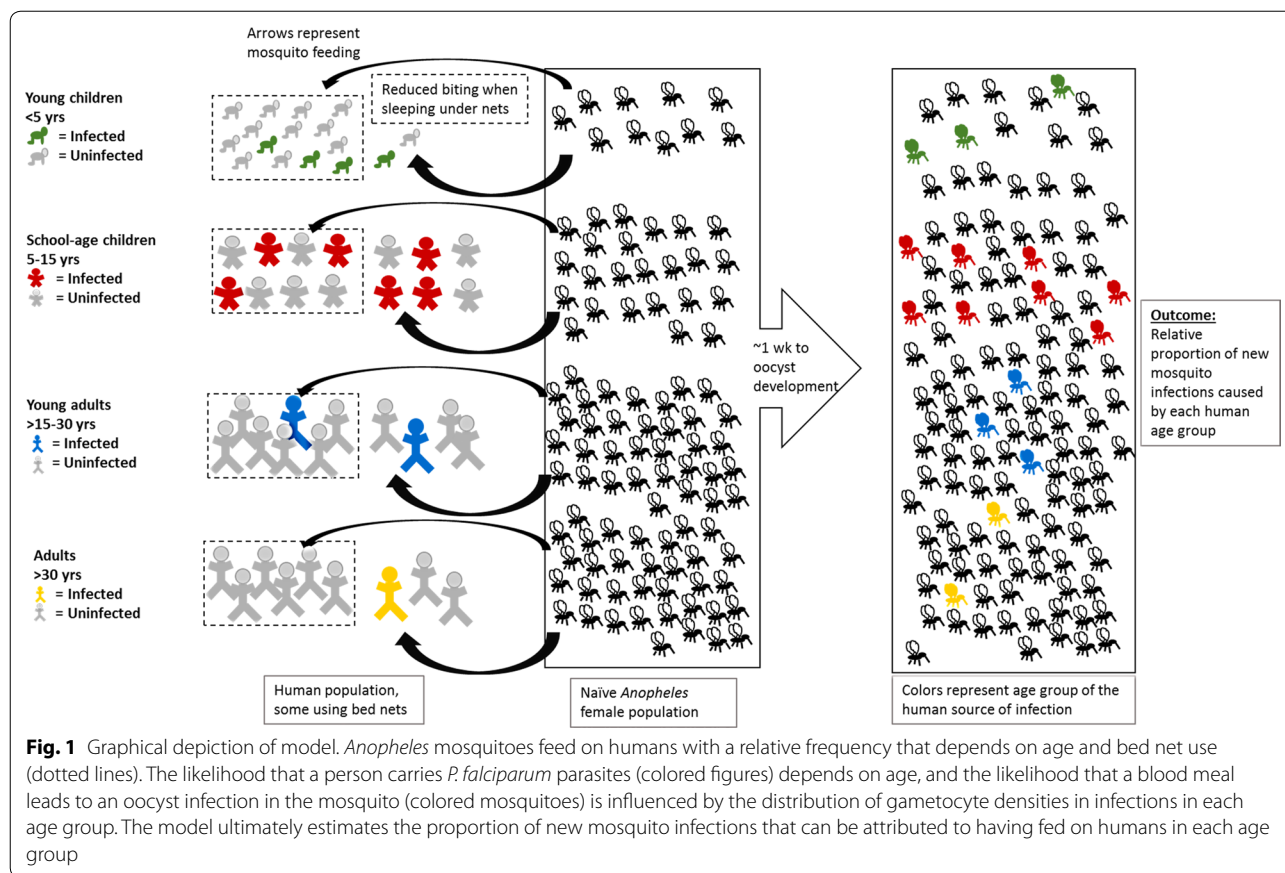 Arrows represent
mosquito feeding
Reduced biting when
sleeping under nets
Young children
<5 yrs
= Infected
= Uninfected
School-age children
5-15 yrs
= Infected
= Uninfected
Young adults
>15-30 yrs
= Infected
= Uninfected
Adults
>30 yrs
= Infected
= Uninfected
~1 wk to
oocyst
development
Outcome:
Relative
proportion of new
mosquito
infections caused
by each human
age group
Human population,
some using bed nets
Naïve Anopheles
female population
Colors represent age group of the
human source of infection
Fig. 1 Graphical depiction of model. Anopheles mosquitoes feed on humans with a relative frequency that depends on age and bed net use
(dotted lines). The likelihood that a person carries P. falciparum parasites (colored figures) depends on age, and the likelihood that a blood meal
leads to an oocyst infection in the mosquito (colored mosquitoes) is influenced by the distribution of gametocyte densities in infections in each
age group. The model ultimately estimates the proportion of new mosquito infections that can be attributed to having fed on humans in each age
group